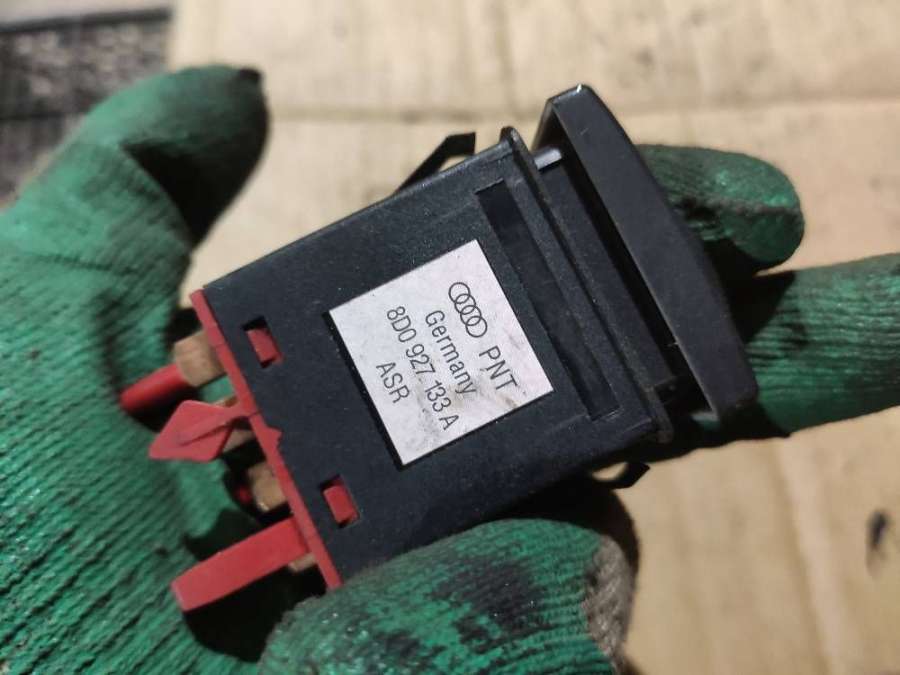 PNT
Germany
8D0 927 133 A
ASR